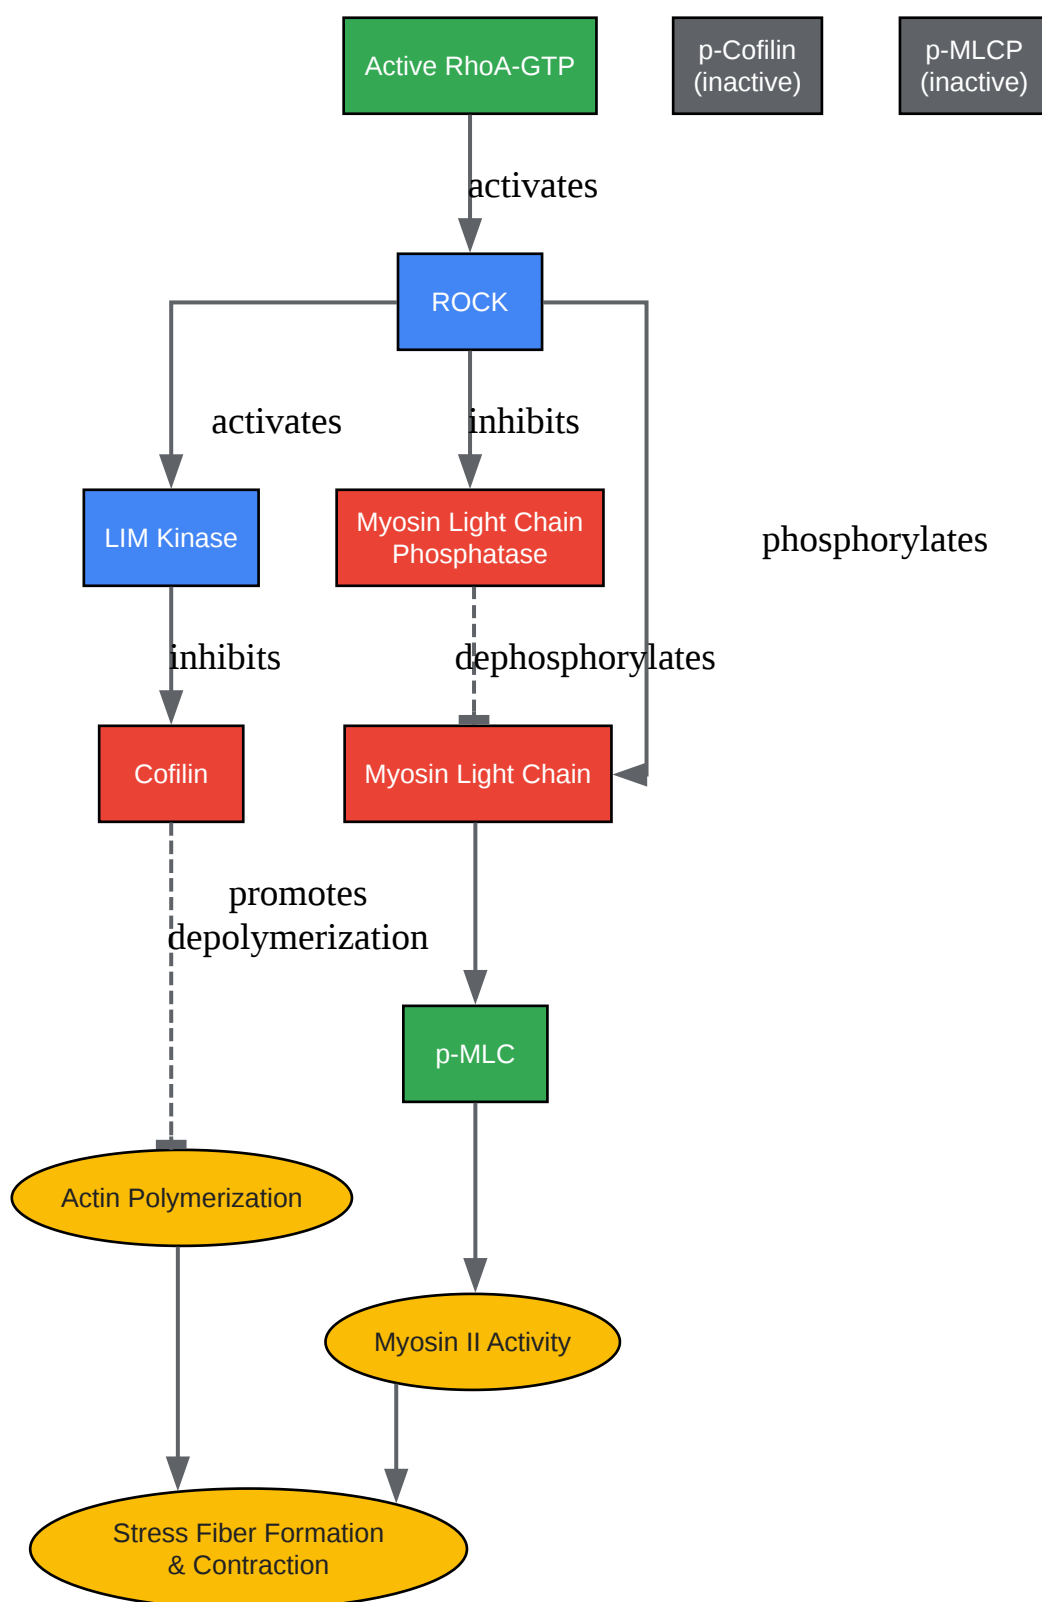 Active RhoA-GTP
p-Cofilin
(inactive)
p-MLCP
(inactive)
activates
ROCK
activates
inhibits
LIM Kinase
Myosin Light Chain
Phosphatase
phosphorylates
inhibits
dephosphorylates
Cofilin
Myosin Light Chain
promotes
depolymerization
p-MLC
Actin Polymerization
Myosin II Activity
Stress Fiber Formation
& Contraction